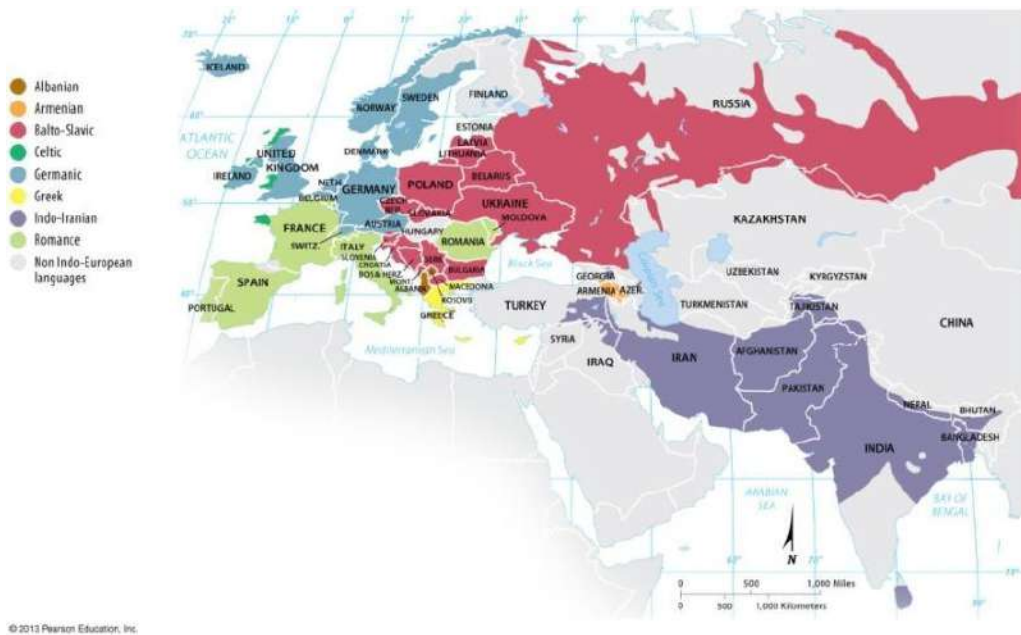 Albanian
Armenian
Balto-Slavic
Celtic
Germanic
Greek
Indo-Iranian
Romance
Non Indo-European
languages
ICELAND
NORWAY
SWEDEN
FINLAND
RUSSIA
ESTONIA
LATVIA
LITHUANIA
ATLANTIC
OCEAN
UNITED
KINGDOM
IRELAND
DENMARK
NETH.
BELGIUM
GERMANY
POLAND
BELARUS
CZECH
REP.
SLOVAKIA
UKRAINE
MOLDOVA
FRANCE
SWITZ.
AUSTRIA
HUNGARY
ROMANIA
ITALY
SLOVENIA
CROATIA
BOS & HERZ.
SERB.
MONT.
BULGARIA
ALBANIA
MACEDONIA
KOSOVO
GREECE
SPAIN
PORTUGAL
Black Sea
Mediterranean Sea
TURKEY
GEORGIA
ARMENIA
AZER.
SYRIA
IRAQ
IRAN
KAZAKHSTAN
UZBEKISTAN
KYRGYZSTAN
TURKMENISTAN
TAJIKISTAN
CHINA
AFGHANISTAN
PAKISTAN
NEPAL
BHUTAN
BANGLADESH
INDIA
ARABIAN
SEA
BAY OF
BENGAL
N
0 500 1,000 Miles
0 500 1,000 Kilometers
© 2013 Pearson Education, Inc.